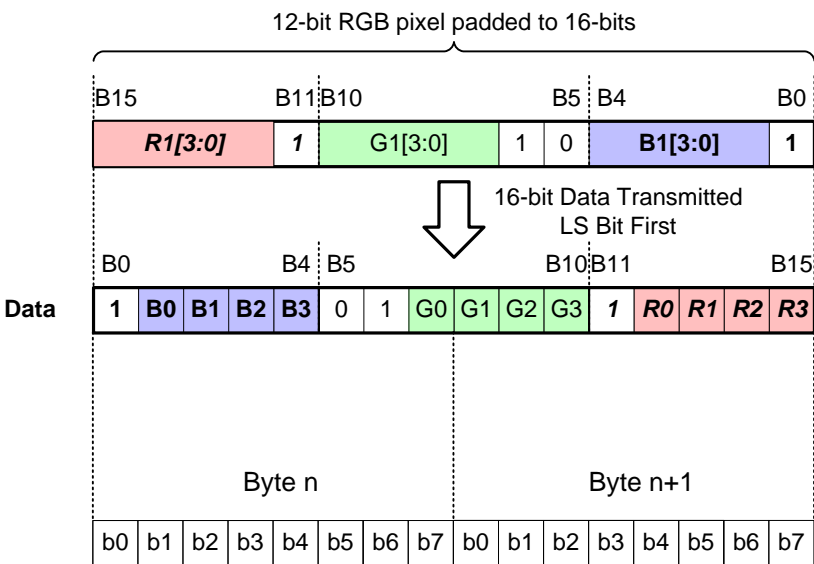 12-bit RGB pixel padded to 16-bits
B15 B11 B10 B5 B4 B0
R1[3:0] 1 G1[3:0] 1 0 B1[3:0] 1
16-bit Data Transmitted
LS Bit First
B0 B4 B5 B10 B11 B15
Data 1 B0 B1 B2 B3 0 1 G0 G1 G2 G3 1 R0 R1 R2 R3
Byte n Byte n+1
b0 b1 b2 b3 b4 b5 b6 b7 b0 b1 b2 b3 b4 b5 b6 b7